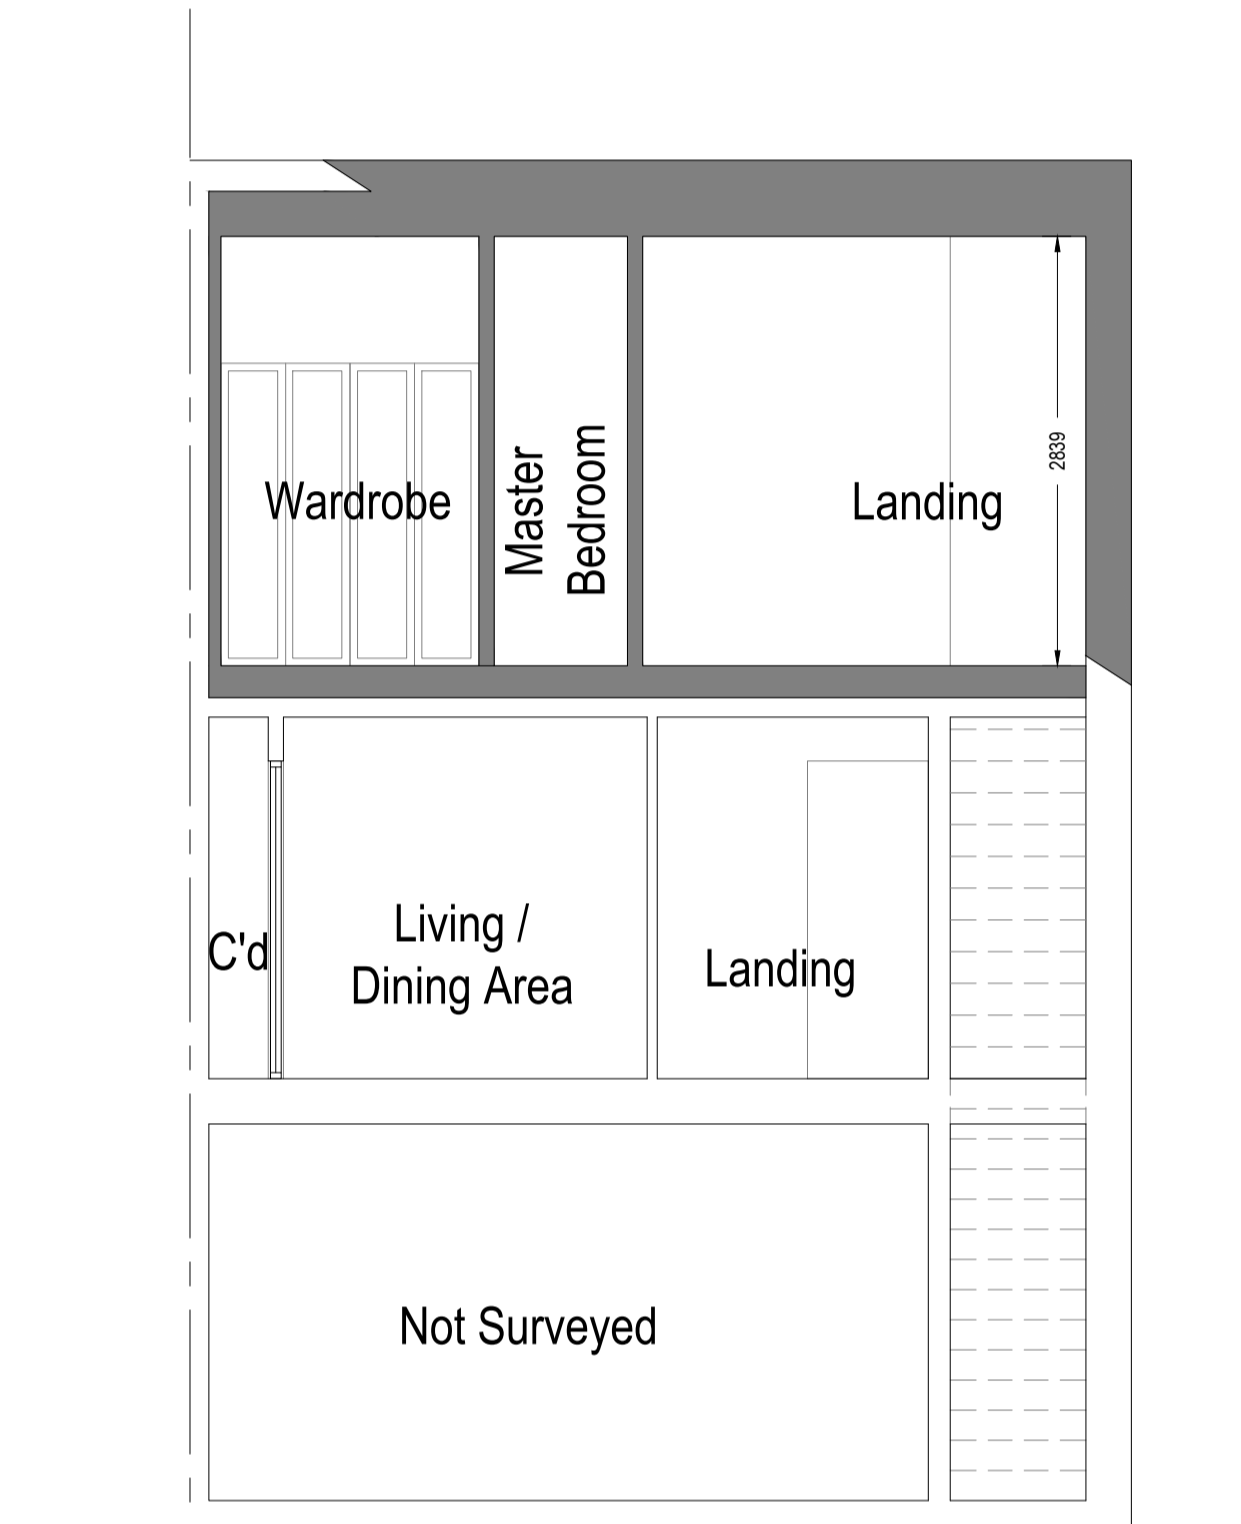 Wardrobe
Master
Bedroom
Landing
2839
C'd
Living /
Dining Area
Landing
Not Surveyed